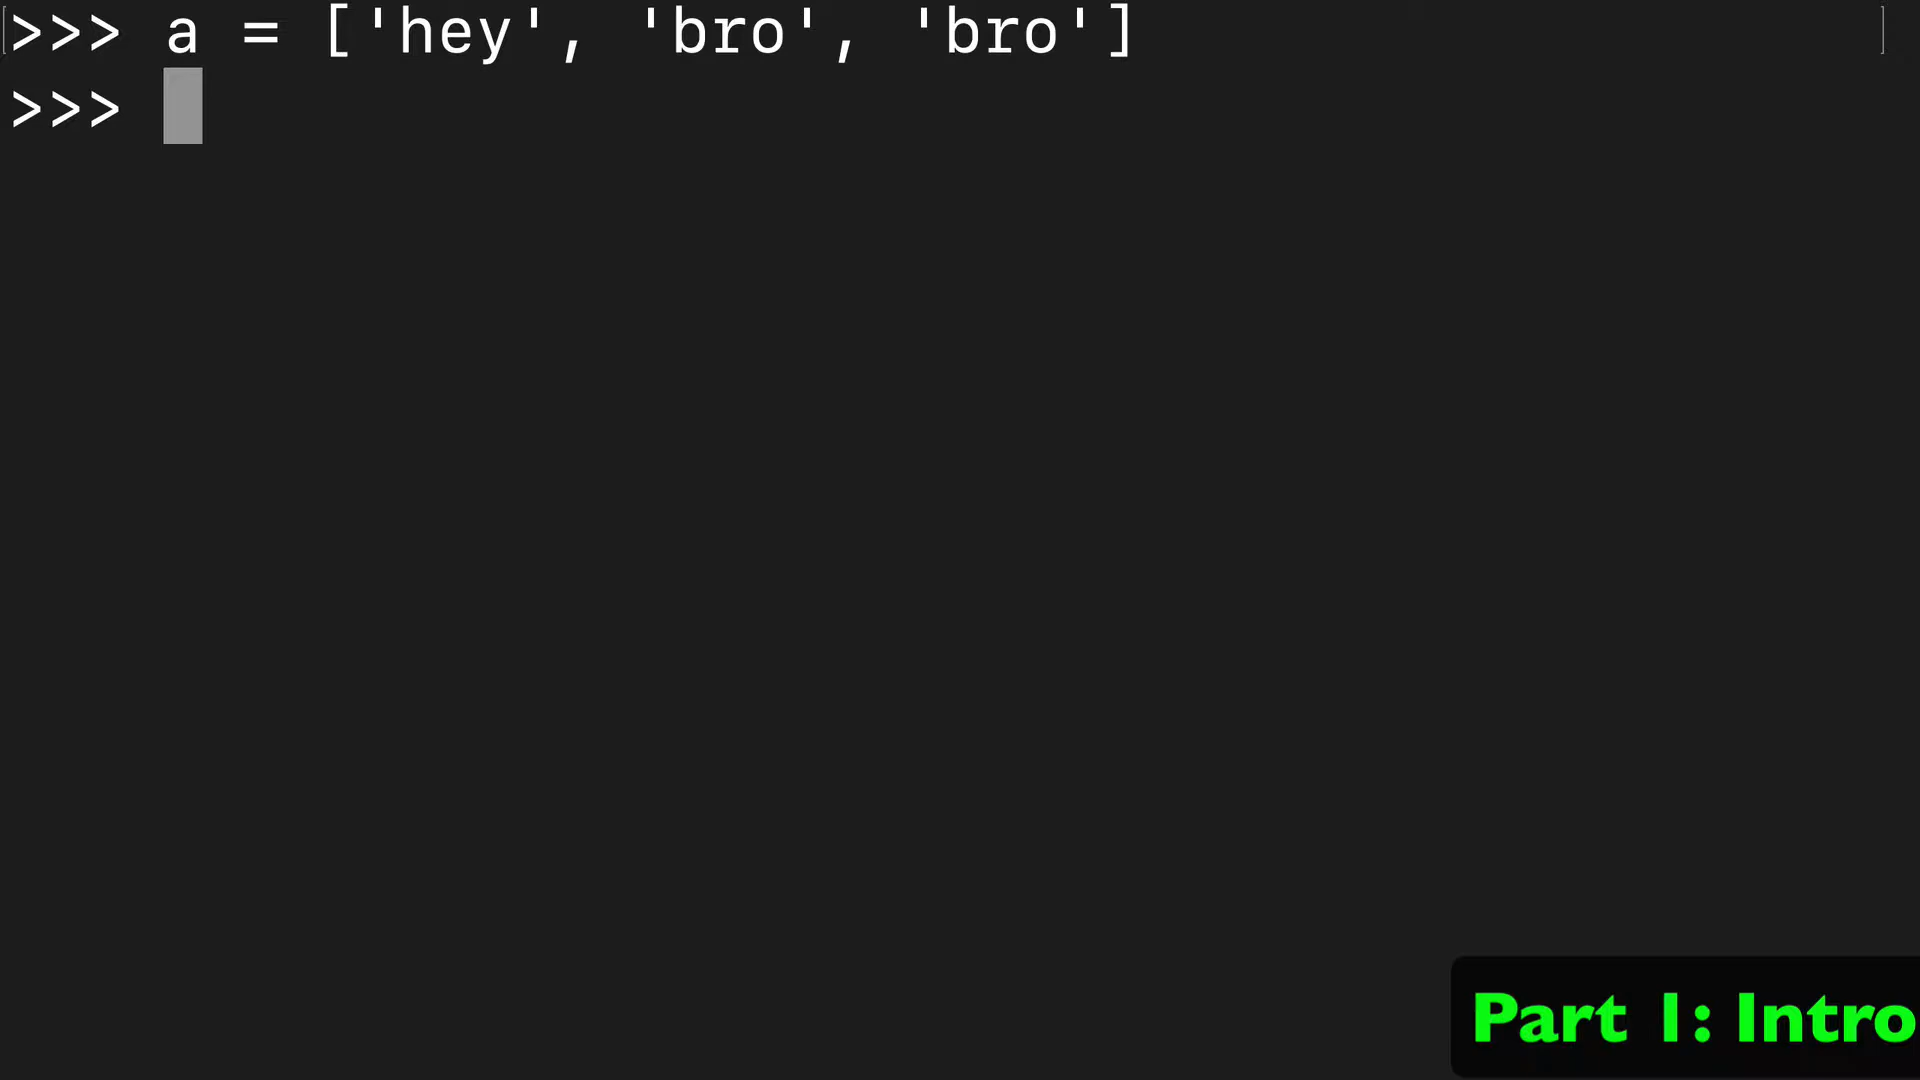 >>> a = ['hey', 'bro', 'bro']
>>>
Part 1: Intro